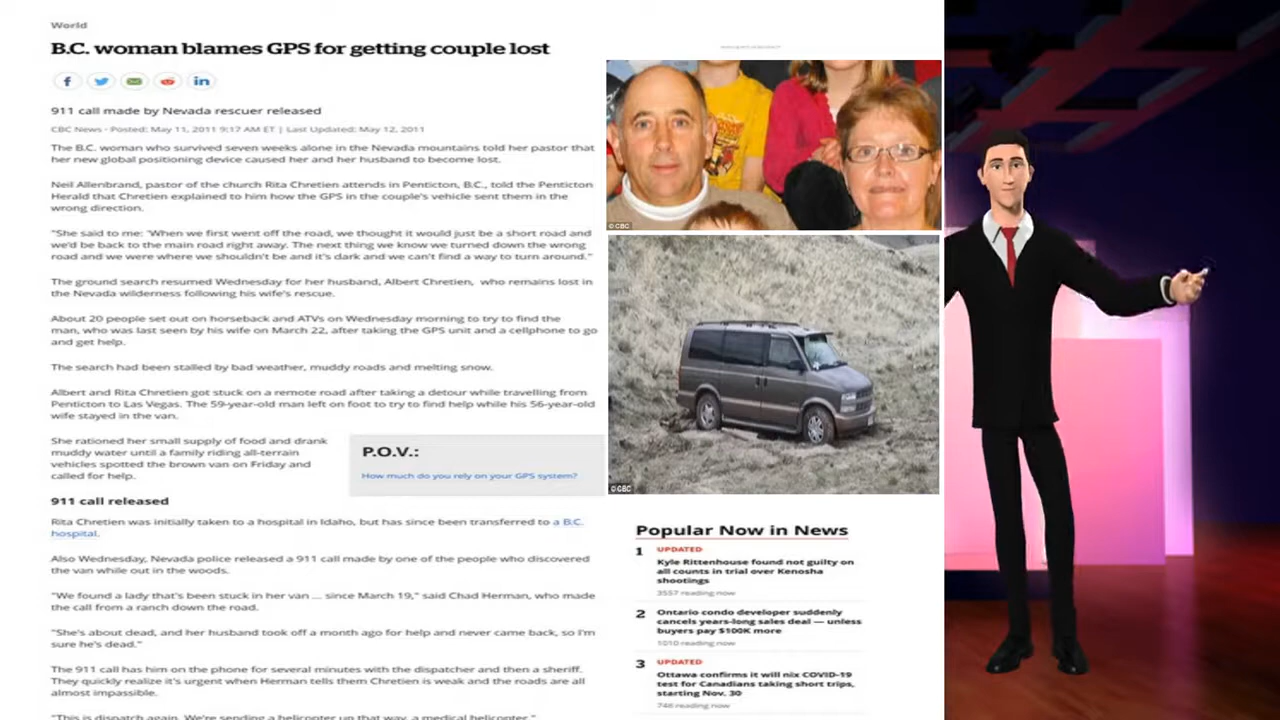 World
B.C. woman blames GPS for getting couple lost
911 call made by Nevada rescuer released
CBC News · Posted: May 11, 2011 9:17 AM ET | Last Updated: May 12, 2011
The B.C. woman who survived seven weeks alone in the Nevada mountains told her pastor that
her new global positioning device caused her and her husband to become lost.
Neil Allenbrand, pastor of the church Rita Chretien attends in Penticton, B.C., told the Penticton
Herald that Chretien explained to him how the GPS in the couple's vehicle sent them in the
wrong direction.
"She said to me: 'When we first went off the road, we thought it would just be a short road and
we'd be back to the main road right away. The next thing we know we turned down the wrong
road and we were where we shouldn't be and it's dark and we can't find a way to turn around."
The ground search resumed Wednesday for her husband, Albert Chretien, who remains lost in
the Nevada wilderness following his wife's rescue.
About 20 people set out on horseback and ATVs on Wednesday morning to try to find the
man, who was last seen by his wife on March 22, after taking the GPS unit and a cellphone to go
and get help.
The search had been stalled by bad weather, muddy roads and melting snow.
Albert and Rita Chretien got stuck on a remote road after taking a detour while travelling from
Penticton to Las Vegas. The 59-year-old man left on foot to try to find help while his 56-year-old
wife stayed in the van.
She rationed her small supply of food and drank
muddy water until a family riding all-terrain
vehicles spotted the brown van on Friday and
called for help.
P.O.V.:
How much do you rely on your GPS system?
911 call released
Rita Chretien was initially taken to a hospital in Idaho, but has since been transferred to a B.C.
hospital.
Also Wednesday, Nevada police released a 911 call made by one of the people who discovered
the van while out in the woods.
"We found a lady that's been stuck in her van ... since March 19," said Chad Herman, who made
the call from a ranch down the road.
"She's about dead, and her husband took off a month ago for help and never came back, so I'm
sure he's dead."
The 911 call has him on the phone for several minutes with the dispatcher and then a sheriff.
They quickly realize it's urgent when Herman tells them Chretien is weak and the roads are all
almost impassible.
"This is dispatch again. We're sending a helicopter up that way, a medical helicopter."
© CBC
© CBC
Popular Now in News
1 UPDATED
Kyle Rittenhouse found not guilty on
all counts in trial over Kenosha
shootings
3557 reading now
2 Ontario condo developer suddenly
cancels years-long sales deal — unless
buyers pay $100K more
1010 reading now
3 UPDATED
Ottawa confirms it will nix COVID-19
test for Canadians taking short trips,
starting Nov. 30
748 reading now